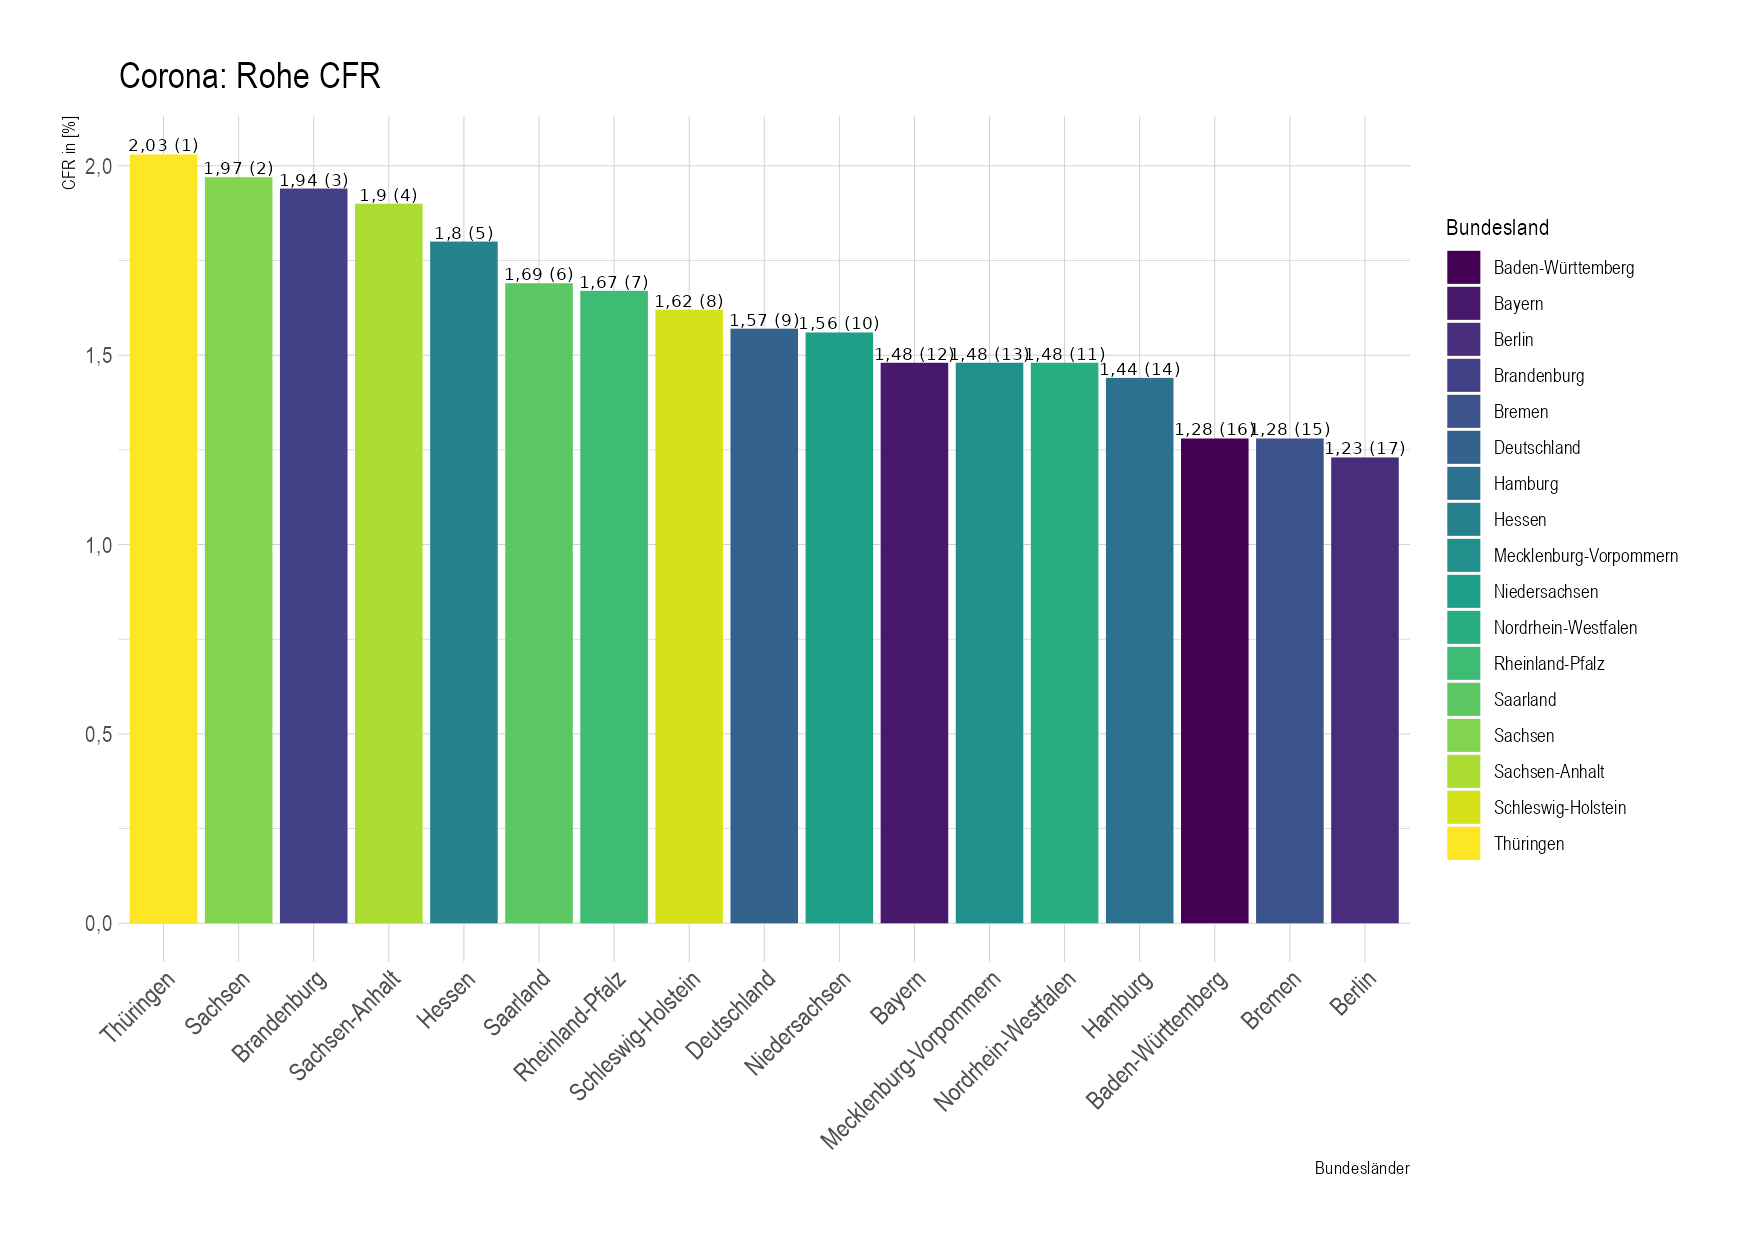 Corona: Rohe CFR
CFR in [%]
2,0
1,5
1,0
0,5
0,0
2,03 (1)
1,97 (2)
1,94 (3)
1,9 (4)
1,8 (5)
1,69 (6)
1,67 (7)
1,62 (8)
1,57 (9)
1,56 (10)
1,48 (12)
1,48 (13)
1,48 (11)
1,44 (14)
1,28 (16)
1,28 (15)
1,23 (17)
Thüringen
Sachsen
Brandenburg
Sachsen-Anhalt
Hessen
Saarland
Rheinland-Pfalz
Schleswig-Holstein
Deutschland
Niedersachsen
Bayern
Mecklenburg-Vorpommern
Nordrhein-Westfalen
Hamburg
Baden-Württemberg
Bremen
Berlin
Bundesländer
Bundesland
Baden-Württemberg
Bayern
Berlin
Brandenburg
Bremen
Deutschland
Hamburg
Hessen
Mecklenburg-Vorpommern
Niedersachsen
Nordrhein-Westfalen
Rheinland-Pfalz
Saarland
Sachsen
Sachsen-Anhalt
Schleswig-Holstein
Thüringen